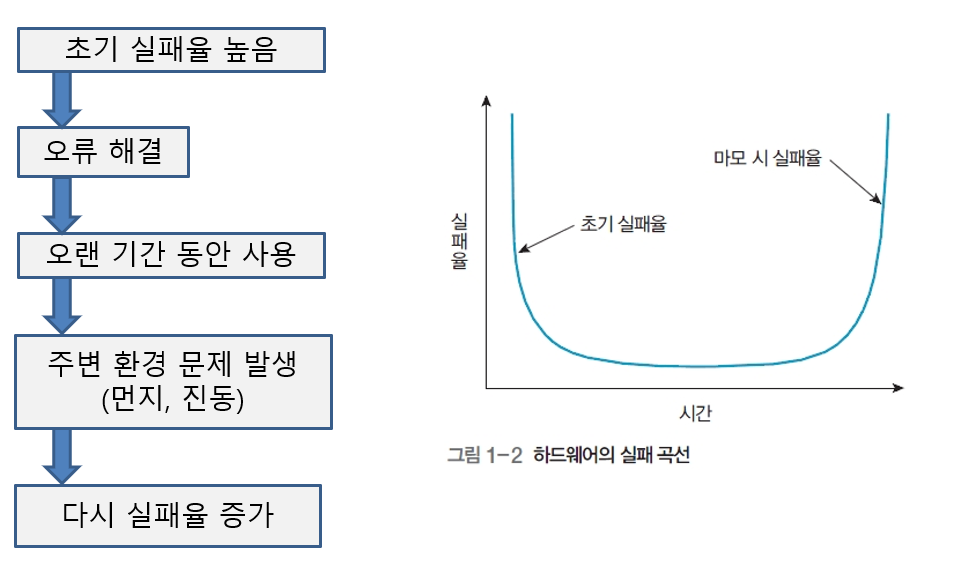 초기 실패율 높음
오류 해결
오랜 기간 동안 사용
주변 환경 문제 발생
(먼지, 진동)
다시 실패율 증가
마모 시 실패율
초기 실패율
실패율
시간
그림 1-2 하드웨어의 실패 곡선